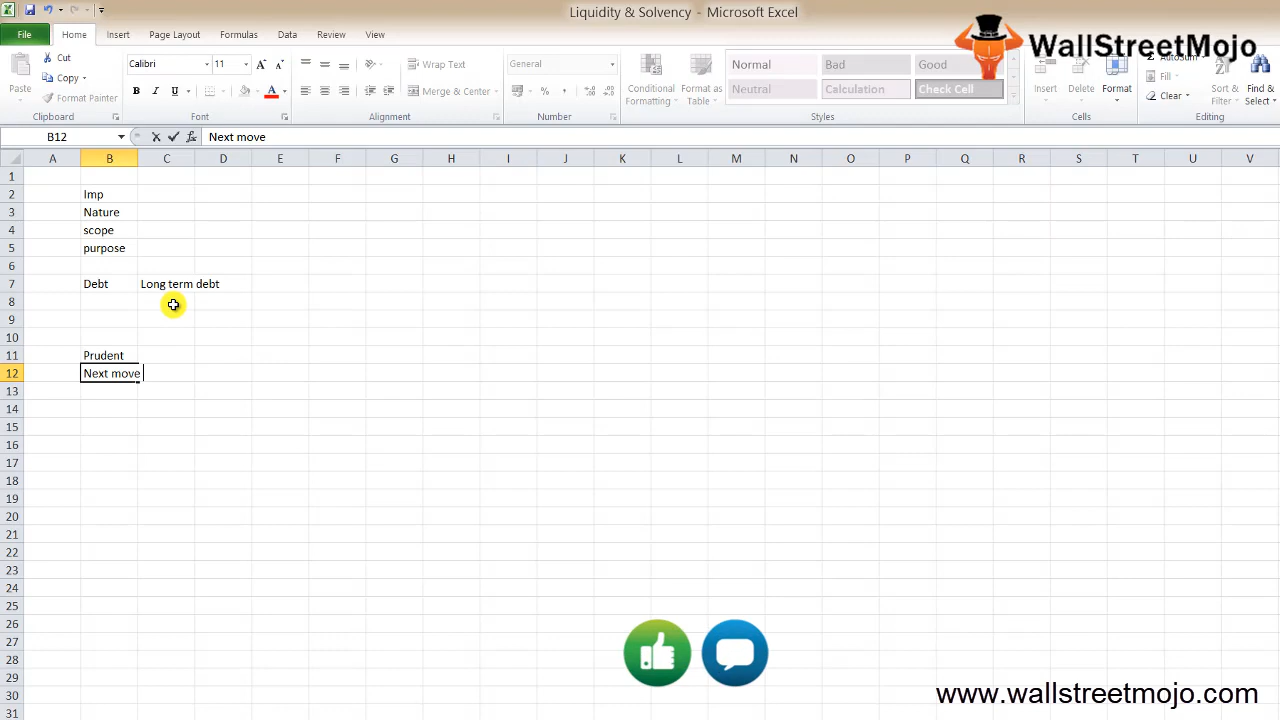 Liquidity & Solvency - Microsoft Excel
File Home Insert Page Layout Formulas Data Review View
WallStreetMojo
Paste
Cut
Copy
Format Painter
Clipboard
Calibri 11
B I U
Font
Wrap Text
Merge & Center
Alignment
General
Number
Conditional Formatting
Format as Table
Normal Bad Good
Neutral Calculation Check Cell
Styles
Insert Delete Format
Cells
Autosum
Fill
Clear
Sort & Filter
Find & Select
Editing
B12 fx Next move
A B C D E F G H I J K L M N O P Q R S T U V
1
2 Imp
3 Nature
4 scope
5 purpose
6
7 Debt Long term debt
8
9
10
11 Prudent
12 Next move
13
14
15
16
17
18
19
20
21
22
23
24
25
26
27
28
29
30
31
www.wallstreetmojo.com